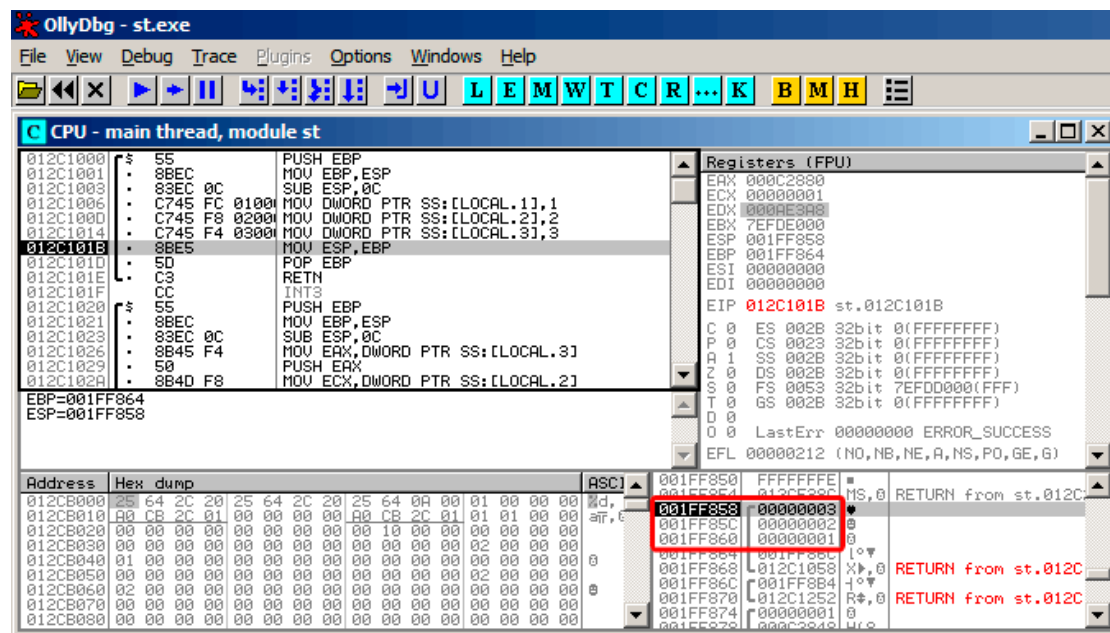 OllyDbg - st.exe
File View Debug Trace Plugins Options Windows Help
L E M W T C R ... K B M H
C CPU - main thread, module st
012C1000 $ 55 PUSH EBP
012C1001 . 8BEC MOV EBP,ESP
012C1003 . 83EC 0C SUB ESP,0C
012C1006 . C745 FC 0100 MOV DWORD PTR SS:[LOCAL.1],1
012C100D . C745 F8 0200 MOV DWORD PTR SS:[LOCAL.2],2
012C1014 . C745 F4 0300 MOV DWORD PTR SS:[LOCAL.3],3
012C101B . 8BE5 MOV ESP,EBP
012C101D . 5D POP EBP
012C101E . C3 RETN
012C101F CC INT3
012C1020 $ 55 PUSH EBP
012C1021 . 8BEC MOV EBP,ESP
012C1023 . 83EC 0C SUB ESP,0C
012C1026 . 8B45 F4 MOV EAX,DWORD PTR SS:[LOCAL.3]
012C1029 . 50 PUSH EAX
012C102A . 8B4D F8 MOV ECX,DWORD PTR SS:[LOCAL.2]
EBP=001FF864
ESP=001FF858
Registers (FPU)
EAX 000C2880
ECX 00000001
EDX 000AE3A8
EBX 7EFDE000
ESP 001FF858
EBP 001FF864
ESI 00000000
EDI 00000000
EIP 012C101B st.012C101B
C 0 ES 002B 32bit 0(FFFFFFFF)
P 0 CS 0023 32bit 0(FFFFFFFF)
A 1 SS 002B 32bit 0(FFFFFFFF)
Z 0 DS 002B 32bit 0(FFFFFFFF)
S 0 FS 0053 32bit 7EFDD000(FFF)
T 0 GS 002B 32bit 0(FFFFFFFF)
D 0
O 0 LastErr 00000000 ERROR_SUCCESS
EFL 00000212 (NO,NB,NE,A,NS,PO,GE,G)
Address Hex dump ASCI
012CB000 25 64 2C 20 25 64 2C 20 25 64 0A 00 01 00 00 00 %d,
012CB010 A0 CB 2C 01 00 00 00 00 A0 CB 2C 01 01 01 00 00
012CB020 00 00 00 00 00 00 00 00 00 10 00 00 00 00 00 00
012CB030 00 00 00 00 00 00 00 00 00 00 00 00 02 00 00 00
012CB040 01 00 00 00 00 00 00 00 00 00 00 00 00 00 00 00
012CB050 00 00 00 00 00 00 00 00 00 00 00 00 02 00 00 00
012CB060 02 00 00 00 00 00 00 00 00 00 00 00 00 00 00 00
012CB070 00 00 00 00 00 00 00 00 00 00 00 00 00 00 00 00
012CB080 00 00 00 00 00 00 00 00 00 00 00 00 00 00 00 00
001FF850 FFFFFFFE
001FF854 RETURN from st.012C
001FF858 00000003
001FF85C 00000002
001FF860 00000001
001FF864
001FF868 012C1058 RETURN from st.012C
001FF86C 001FF8B4
001FF870 012C1252 RETURN from st.012C
001FF874 00000001